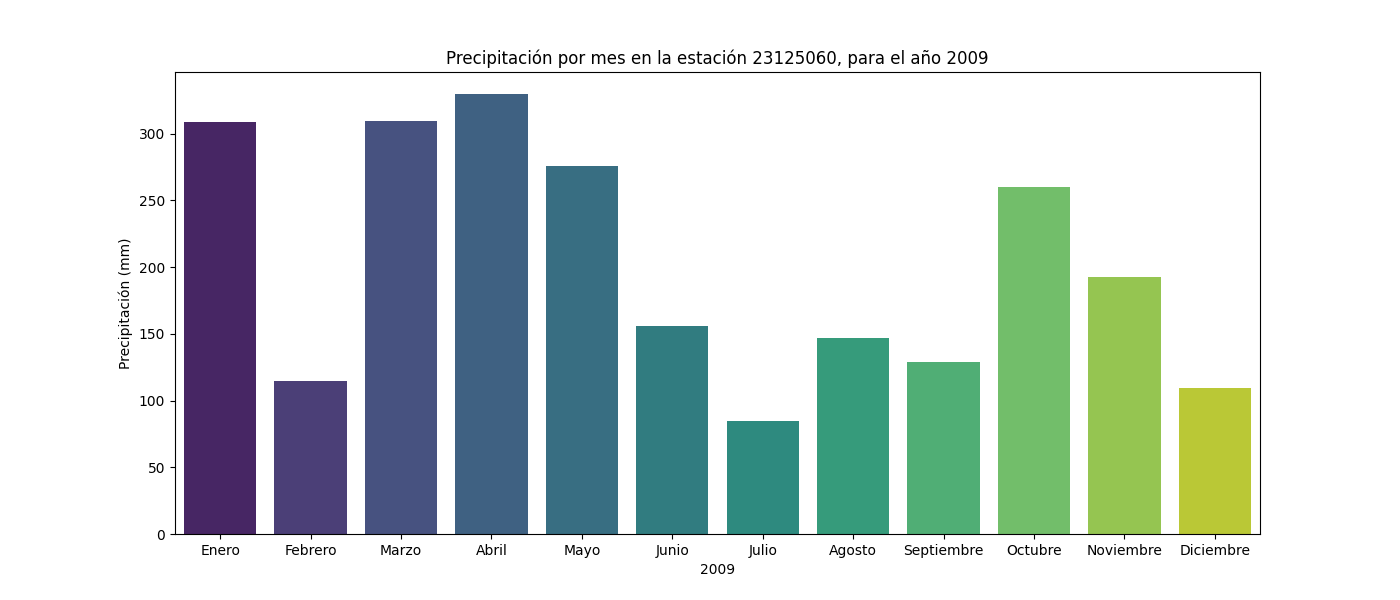 Precipitación por mes en la estación 23125060, para el año 2009
Precipitación (mm)
300
250
200
150
100
50
0
Enero Febrero Marzo Abril Mayo Junio Julio Agosto Septiembre Octubre Noviembre Diciembre
2009